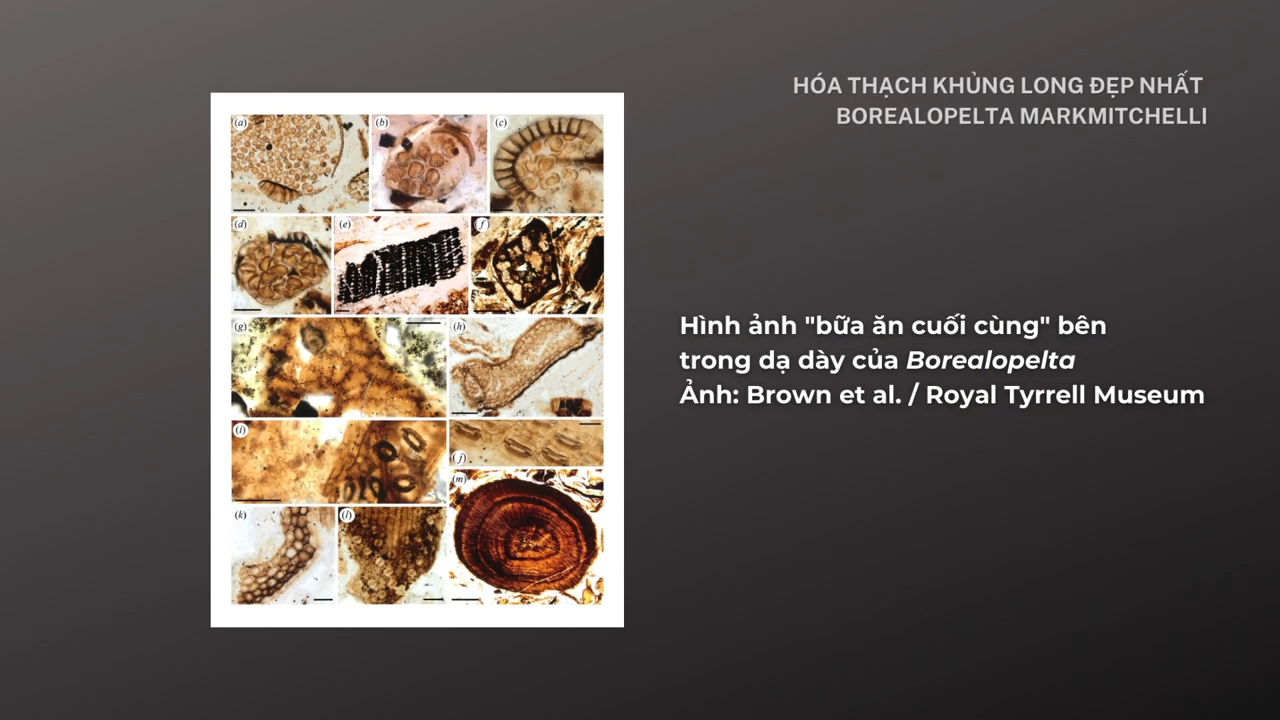 HÓA THẠCH KHỦNG LONG ĐẸP NHẤT
BOREALOPELTA MARKMITCHELLI
(a) (b) (c)
(d) (e) (f)
(g) (h)
(i) (j)
(k) (l) (m)
Hình ảnh "bữa ăn cuối cùng" bên
trong dạ dày của Borealopelta
Ảnh: Brown et al. / Royal Tyrrell Museum